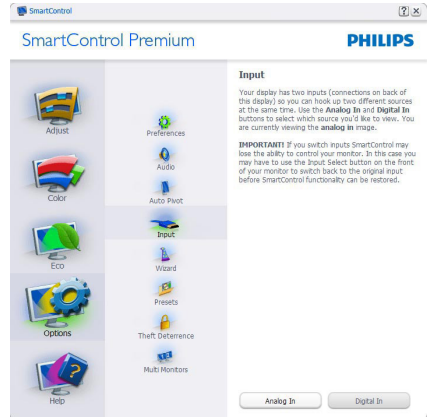 SmartControl
SmartControl Premium
PHILIPS
Adjust
Color
Eco
Options
Help
Preferences
Audio
Auto Pivot
Input
Wizard
Presets
Theft Deterrence
Multi Monitors
Input
Your display has two inputs (connections on back of
this display) so you can hook up two different sources
at the same time. Use the Analog In and Digital In
buttons to select which source you'd like to view. You
are currently viewing the analog in image.
IMPORTANT! If you switch inputs SmartControl may
lose the ability to control your monitor. In this case you
may have to use the Input Select button on the front
of your monitor to switch back to the original input
before SmartControl functionality can be restored.
Analog In
Digital In